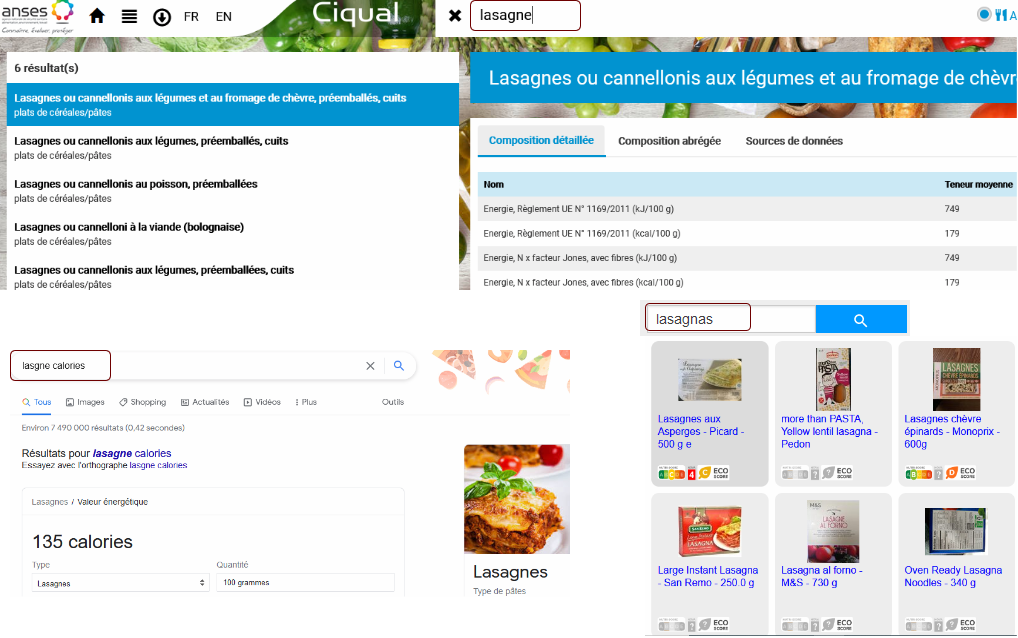 anses
Connaître, évaluer, protéger
FR
EN
Ciqual
lasagne
A
6 résultat(s)
Lasagnes ou cannellonis aux légumes et au fromage de chèvre, préemballés, cuits
plats de céréales/pâtes
Lasagnes ou cannellonis aux légumes, préemballés, cuits
plats de céréales/pâtes
Lasagnes ou cannellonis au poisson, préemballées
plats de céréales/pâtes
Lasagnes ou cannelloni à la viande (bolognaise)
plats de céréales/pâtes
Lasagnes ou cannellonis aux légumes, préemballées, cuits
plats de céréales/pâtes
Lasagnes ou cannellonis aux légumes et au fromage de chèvr
Composition détaillée
Composition abrégée
Sources de données
Nom Teneur moyenne
Energie, Règlement UE N° 1169/2011 (kJ/100 g) 749
Energie, Règlement UE N° 1169/2011 (kcal/100 g) 179
Energie, N x facteur Jones, avec fibres (kJ/100 g) 749
Energie, N x facteur Jones, avec fibres (kcal/100 g) 179
lasgne calories
Tous Images Shopping Actualités Vidéos Plus Outils
Environ 7 490 000 résultats (0,42 secondes)
Résultats pour lasagne calories
Essayez avec l'orthographe lasgne calories
Lasagnes / Valeur énergétique
135 calories
Type Quantité
Lasagnes 100 grammes
Lasagnes
Type de pâtes
lasagnas
Lasagnes aux
Asperges - Picard -
500 g e
4 C ECO
SCORE
more than PASTA,
Yellow lentil lasagna -
Pedon
? ? ECO
SCORE
LASAGNES
CHÈVRE ÉPINARDS
Lasagnes chèvre
épinards - Monoprix -
600g
B ? D ECO
SCORE
LASAGNA
Large Instant Lasagna
- San Remo - 250.0 g
? ? ECO
SCORE
M&S
LASAGNE
AL FORNO
Lasagna al forno -
M&S - 730 g
? ? ECO
SCORE
Oven Ready Lasagna
Noodles - 340 g
? ? ECO
SCORE